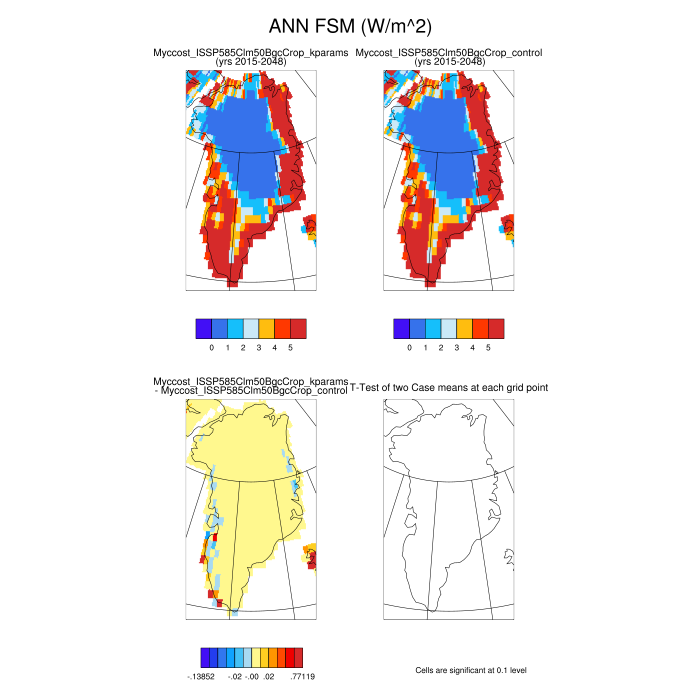 ANN FSM (W/m^2)
Myccost_ISSP585Clm50BgcCrop_kparams
(yrs 2015-2048)
Myccost_ISSP585Clm50BgcCrop_control
(yrs 2015-2048)
0 1 2 3 4 5
0 1 2 3 4 5
Myccost_ISSP585Clm50BgcCrop_kparams
- Myccost_ISSP585Clm50BgcCrop_control
T-Test of two Case means at each grid point
-.13852 -.02 -.00 .02 .77119
Cells are significant at 0.1 level